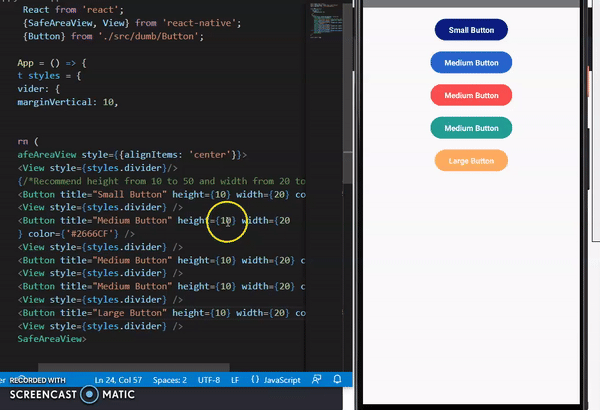 React from 'react';
{SafeAreaView, View} from 'react-native';
{Button} from './src/dumb/Button';
App = () => {
t styles = {
vider: {
marginVertical: 10,
rn (
afeAreaView style={{alignItems: 'center'}}>
<View style={styles.divider}/>
{/*Recommend height from 10 to 50 and width from 20 to
<Button title="Small Button" height={10} width={20} co
<View style={styles.divider} />
<Button title="Medium Button" height={10} width={20
} color={'#2666CF'} />
<View style={styles.divider} />
<Button title="Medium Button" height={10} width={20} c
<View style={styles.divider} />
<Button title="Medium Button" height={10} width={20} c
<View style={styles.divider} />
<Button title="Large Button" height={10} width={20} co
<View style={styles.divider} />
SafeAreaView>
Ln 24, Col 57 Spaces: 2 UTF-8 LF {} JavaScript
RECORDED WITH
SCREENCAST MATIC
Small Button
Medium Button
Medium Button
Medium Button
Large Button